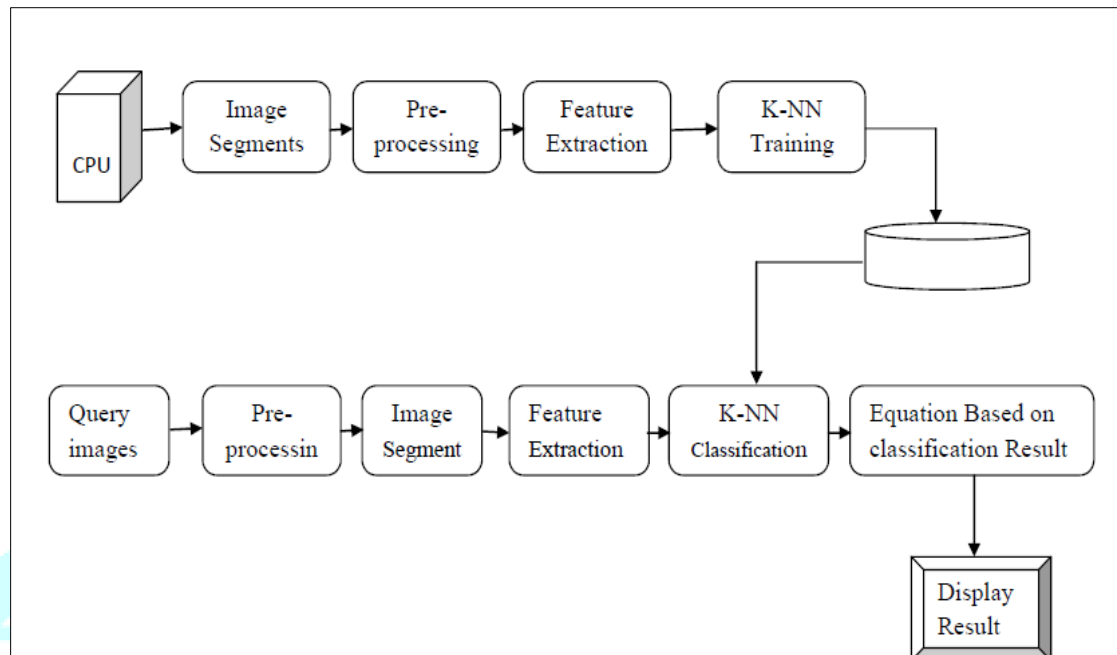 CPU
Image
Segments
Pre-
processing
Feature
Extraction
K-NN
Training
Query
images
Pre-
processin
Image
Segment
Feature
Extraction
K-NN
Classification
Equation Based on
classification Result
Display
Result